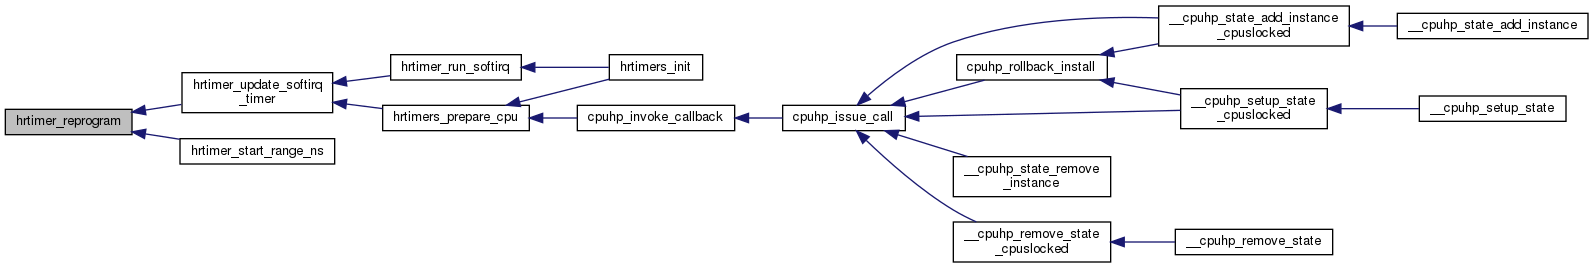 hrtimer_reprogram
hrtimer_update_softirq
_timer
hrtimer_start_range_ns
hrtimer_run_softirq
hrtimers_prepare_cpu
hrtimers_init
cpuhp_invoke_callback
cpuhp_issue_call
__cpuhp_state_add_instance
_cpuslocked
cpuhp_rollback_install
__cpuhp_setup_state
_cpuslocked
__cpuhp_state_remove
_instance
__cpuhp_remove_state
_cpuslocked
__cpuhp_state_add_instance
__cpuhp_setup_state
__cpuhp_remove_state